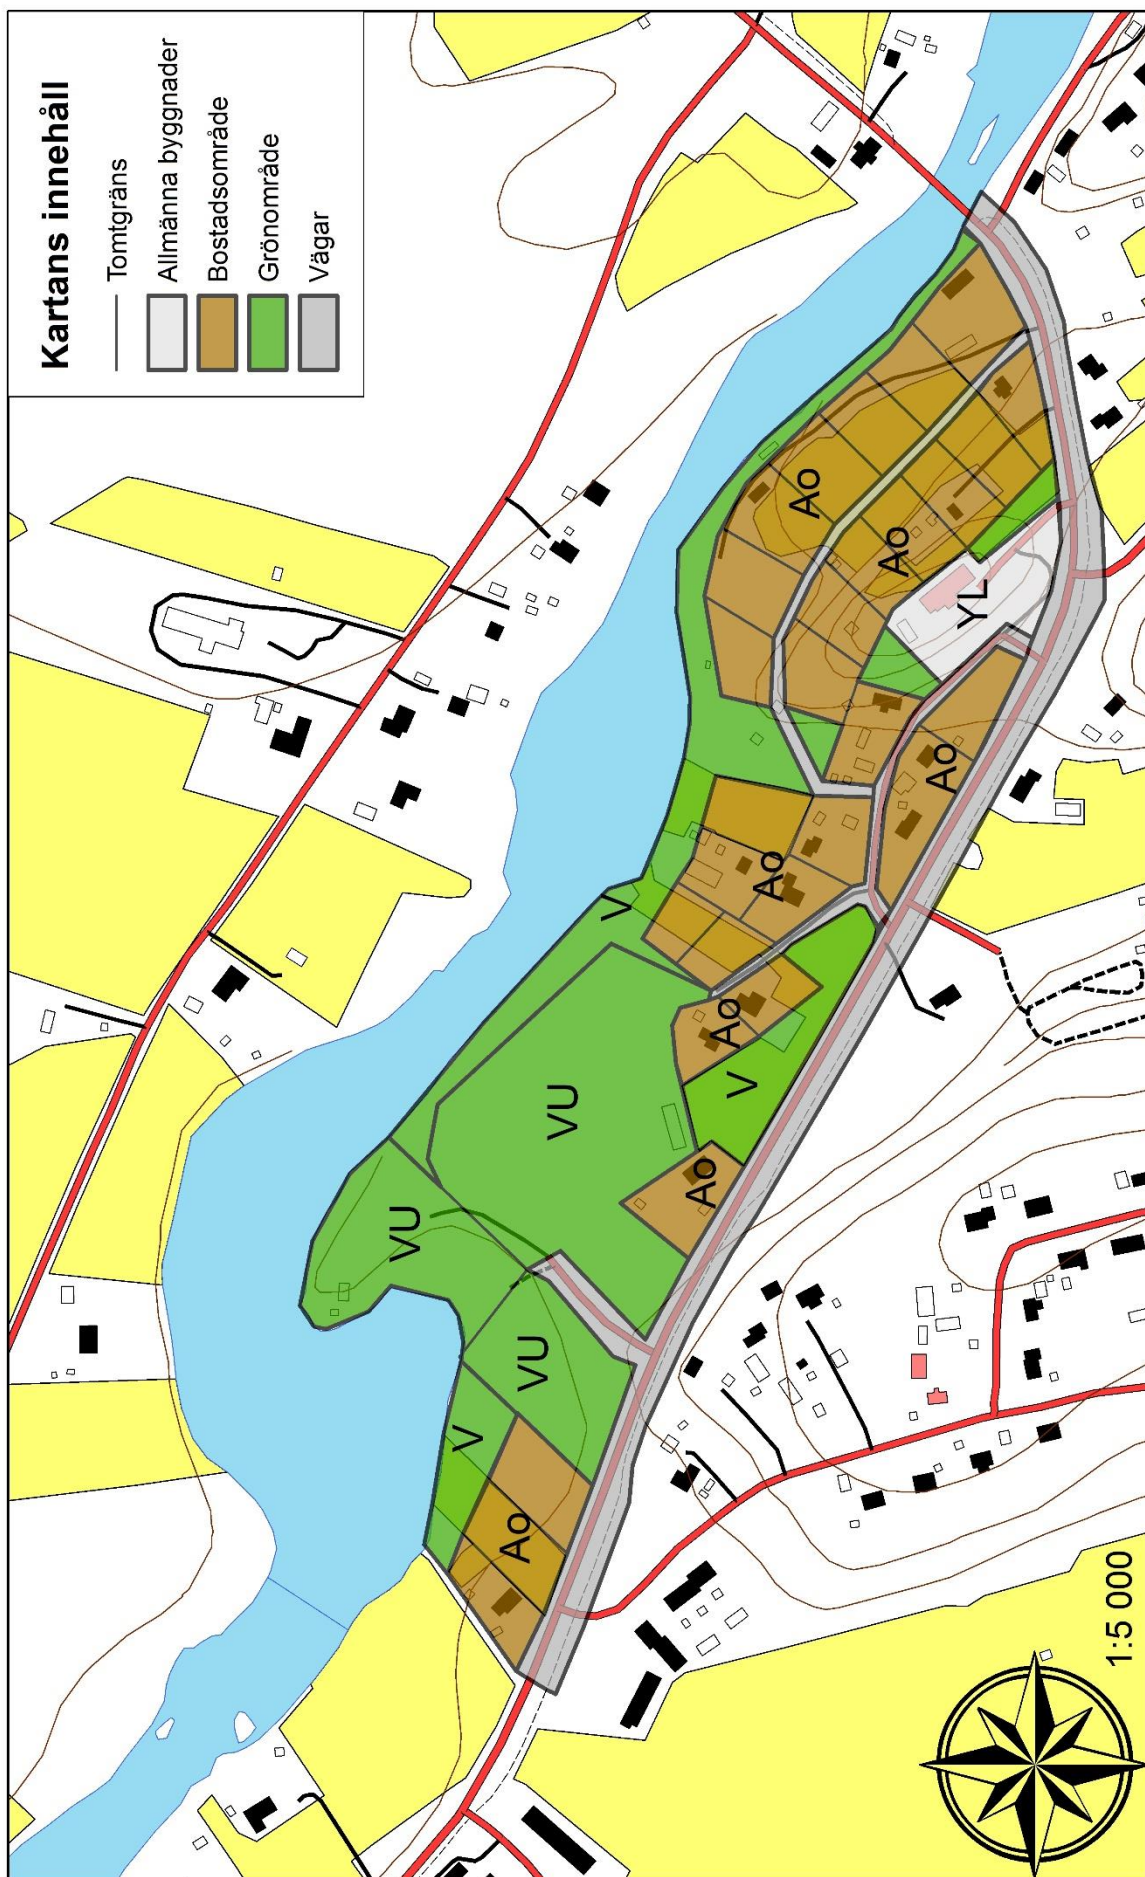 Kartans innehåll
Tomtgräns
Allmänna byggnader
Bostadsområde
Grönområde
Vägar
Ao
V
VU
VU
VU
Ao
V
Ao
V
Ao
Ao
Ao
Ao
YL
1:5 000